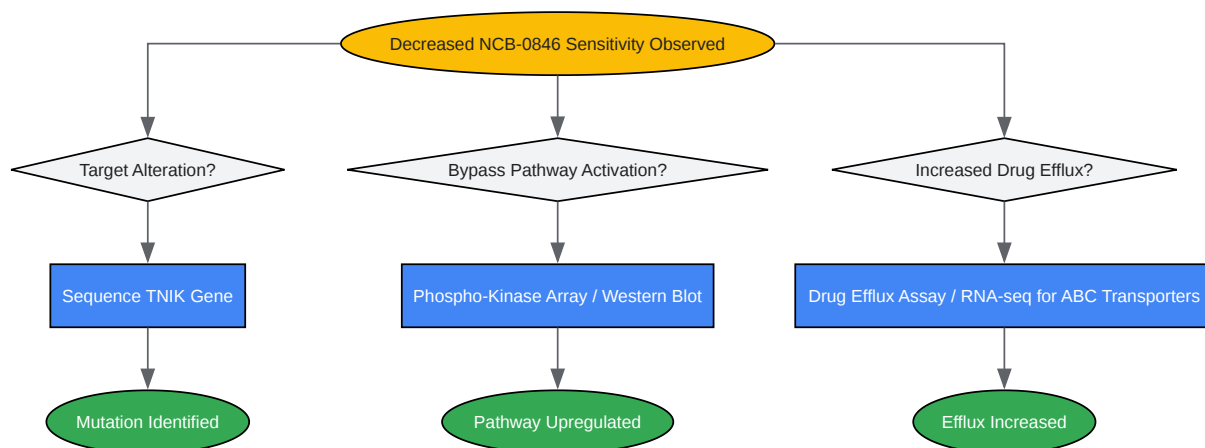 Decreased NCB-0846 Sensitivity Observed
Target Alteration?
Bypass Pathway Activation?
Increased Drug Efflux?
Sequence TNIK Gene
Phospho-Kinase Array / Western Blot
Drug Efflux Assay / RNA-seq for ABC Transporters
Mutation Identified
Pathway Upregulated
Efflux Increased